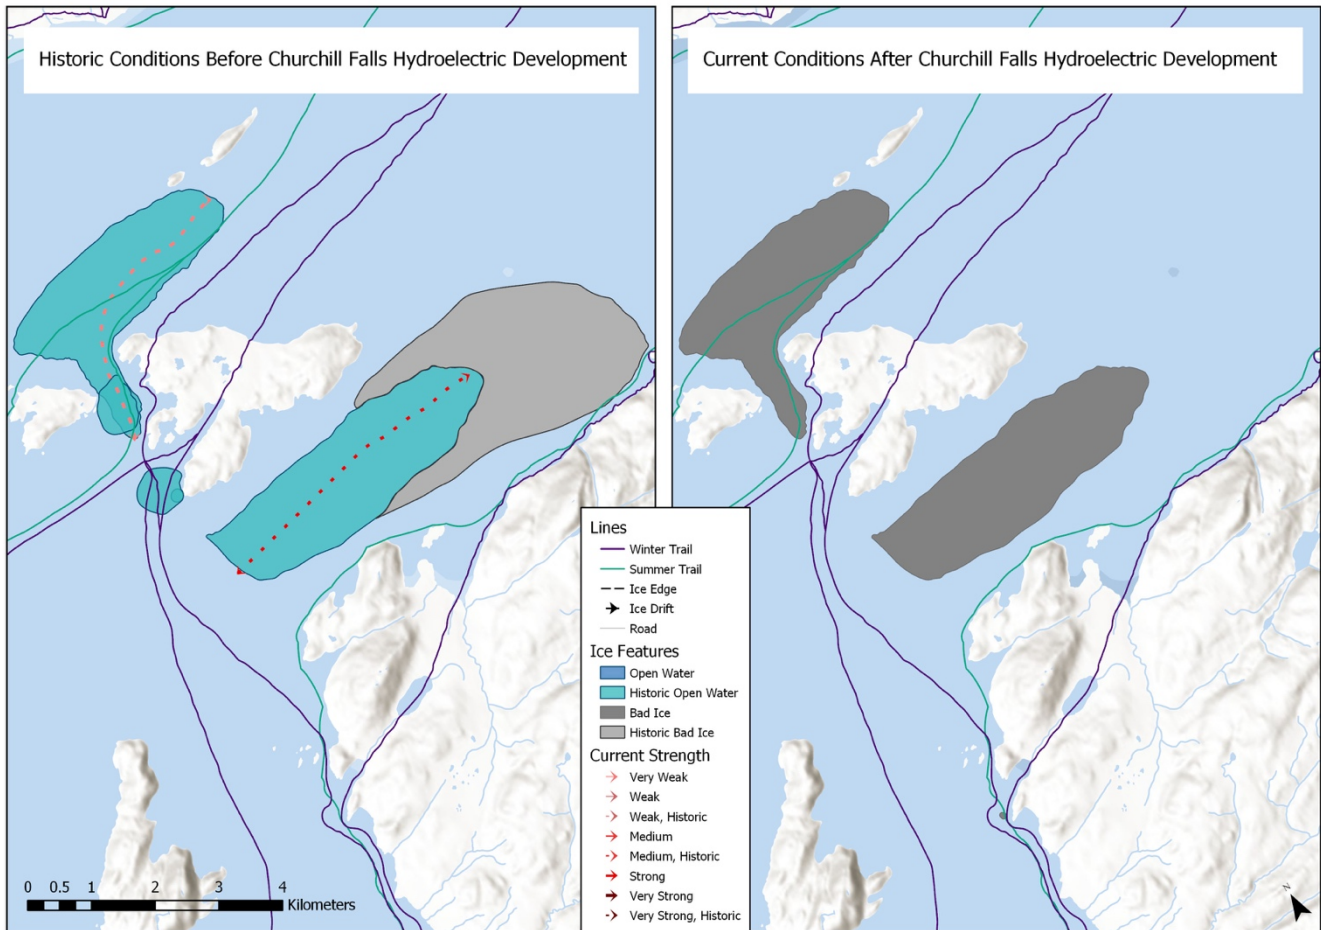 Historic Conditions Before Churchill Falls Hydroelectric Development
Current Conditions After Churchill Falls Hydroelectric Development
Lines
Winter Trail
Summer Trail
Ice Edge
Ice Drift
Road
Ice Features
Open Water
Historic Open Water
Bad Ice
Historic Bad Ice
Current Strength
Very Weak
Weak
Weak, Historic
Medium
Medium, Historic
Strong
Very Strong
Very Strong, Historic
0 0.5 1 2 3 4
Kilometers
N